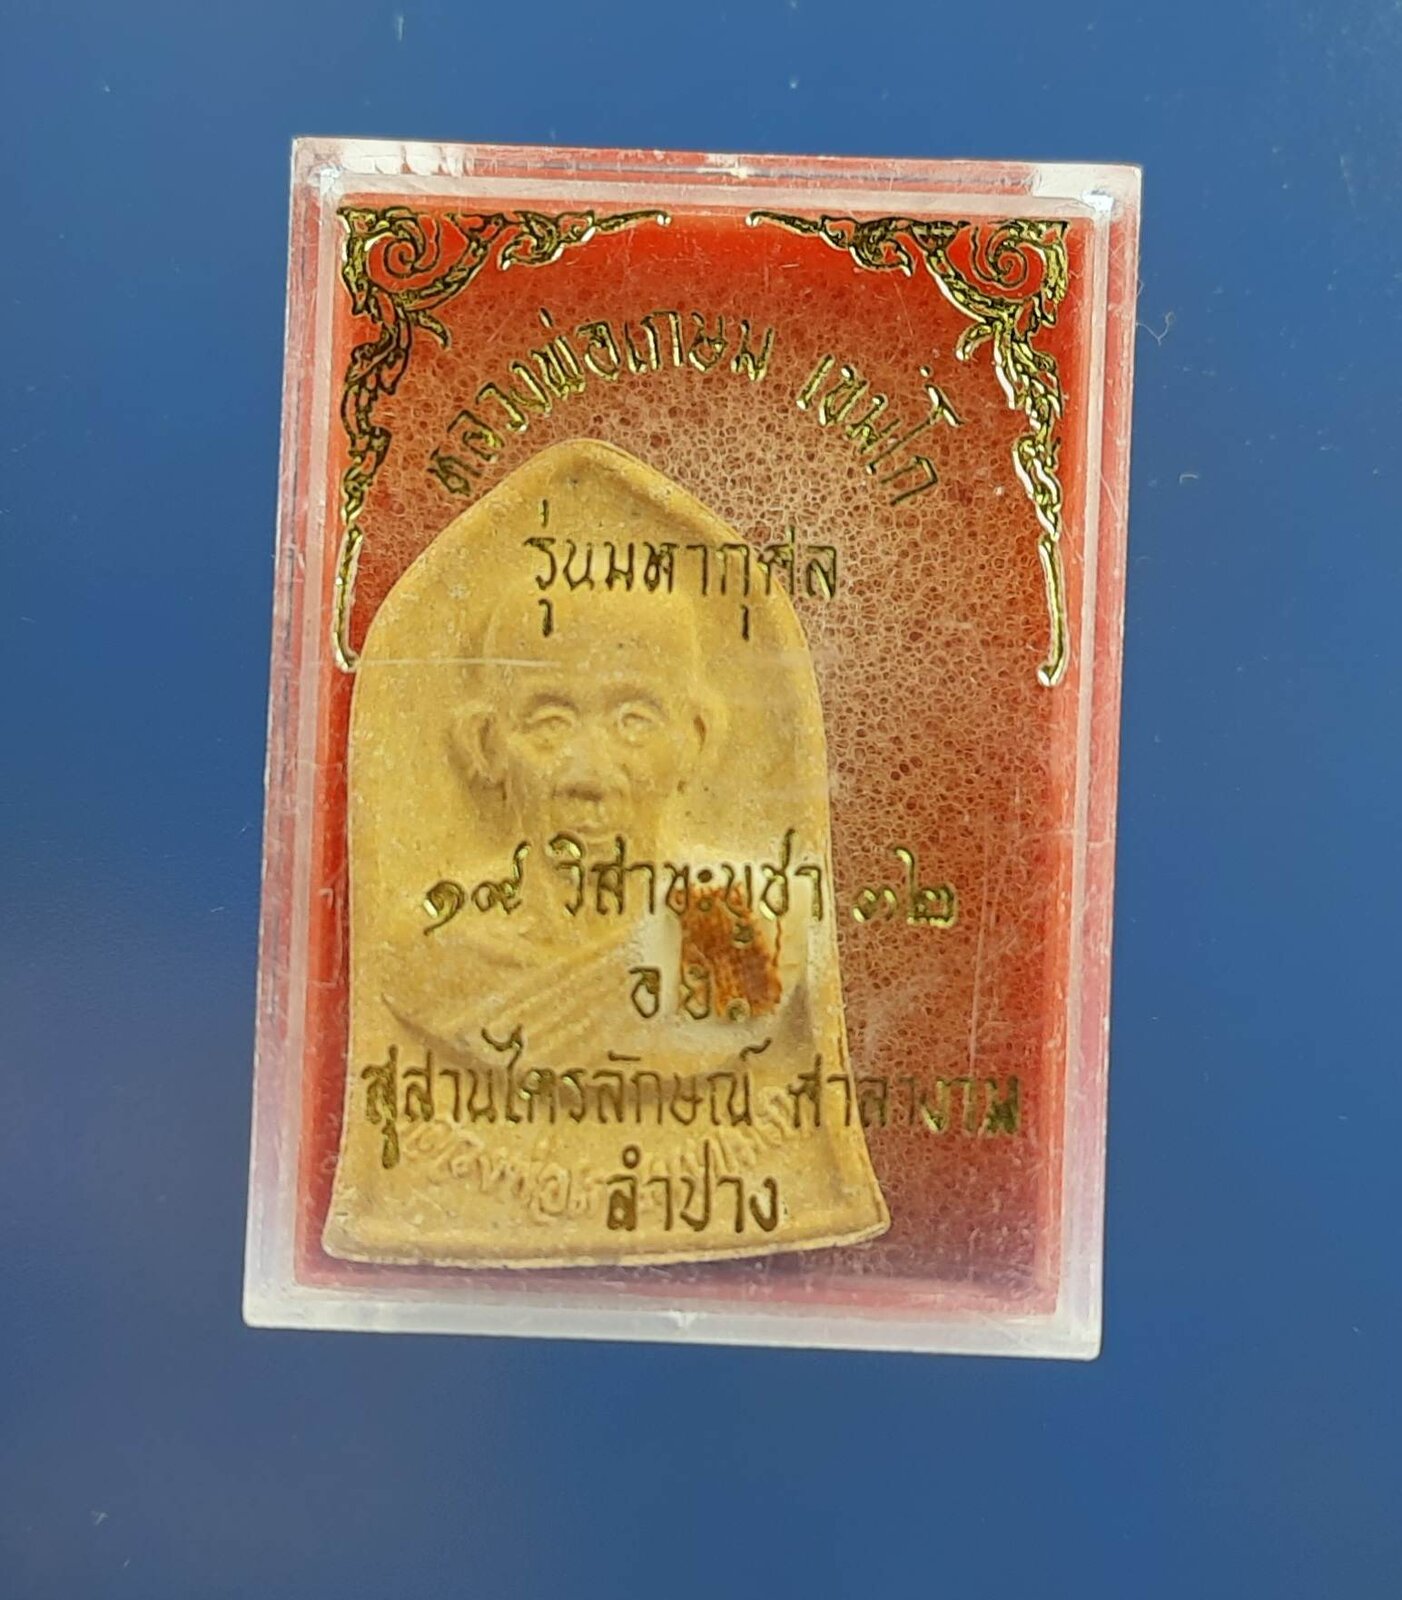 หลวงพ่อเกษม เขมโก
รุ่นมหากุศล
๑๙ วิสาขะบูชา ๓๒
อย.
สุสานไตรลักษณ์ ศาลางาม
ลำปาง